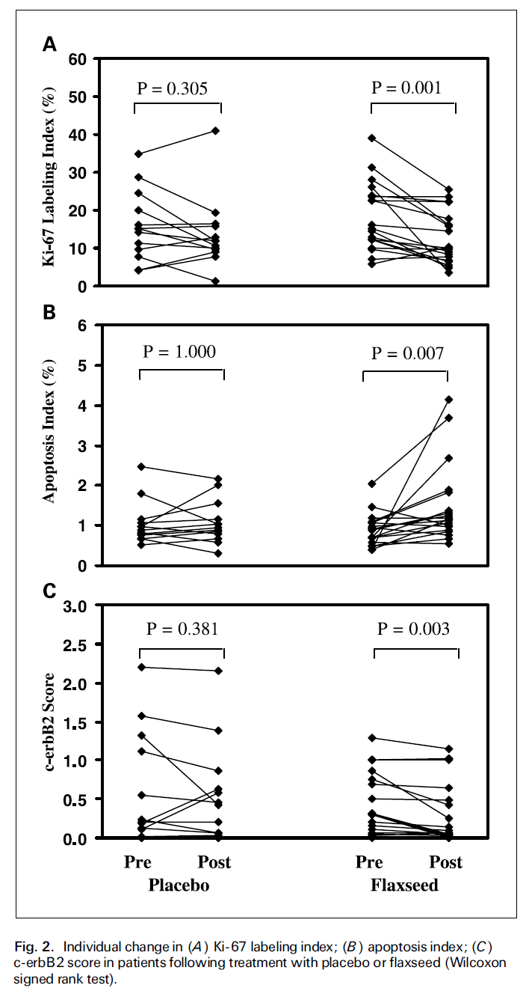 A
60
50
40
30
20
10
0
Ki-67 Labeling Index (%)
P = 0.305
P = 0.001
B
6
5
4
3
2
1
0
Apoptosis Index (%)
P = 1.000
P = 0.007
C
3.0
2.5
2.0
1.5
1.0
0.5
0.0
c-erbB2 Score
P = 0.381
P = 0.003
Pre Post Pre Post
Placebo Flaxseed
Fig. 2. Individual change in (A) Ki-67 labeling index; (B) apoptosis index; (C)
c-erbB2 score in patients following treatment with placebo or flaxseed (Wilcoxon
signed rank test).